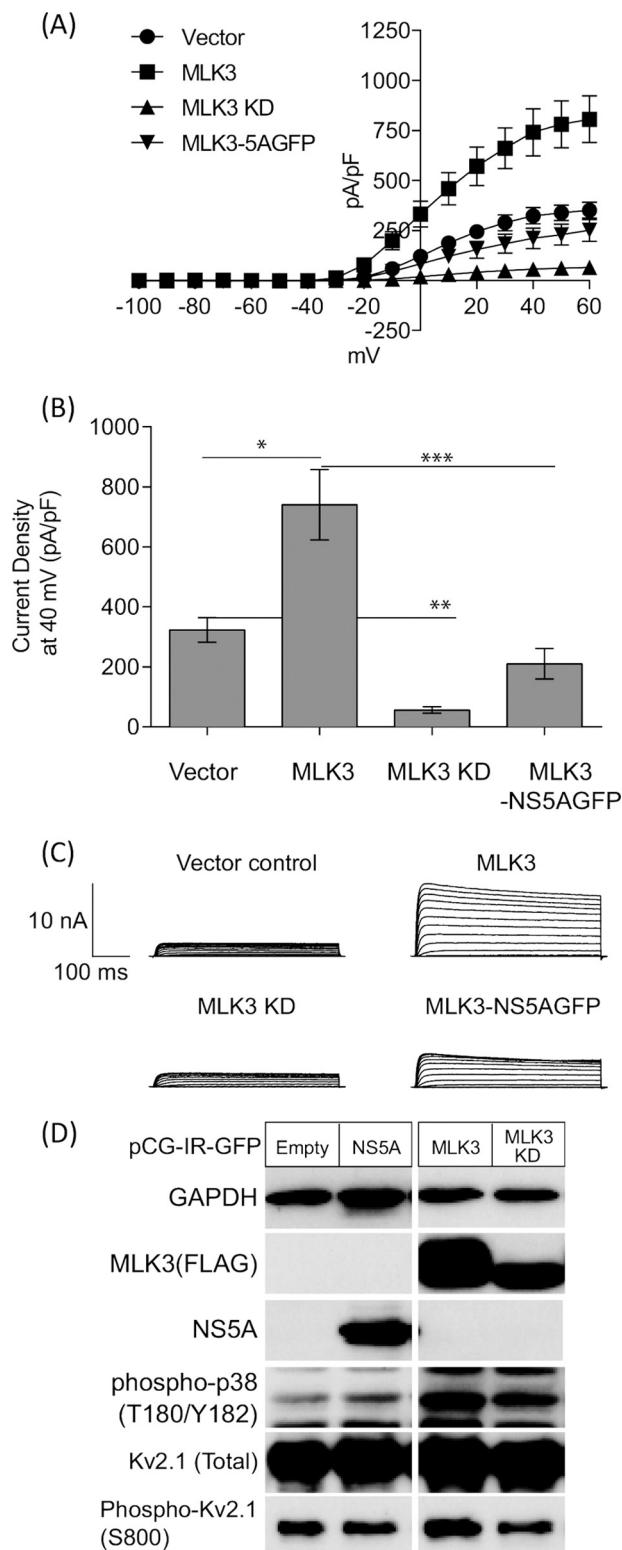 (A)
Vector
MLK3
MLK3 KD
MLK3-5AGFP
1250
1000
750
500
250
-250
pA/pF
-100 -80 -60 -40 -20 20 40 60
mV
(B)
1000
800
600
400
200
0
Current Density
at 40 mV (pA/pF)
*
***
**
Vector
MLK3
MLK3 KD
MLK3
-NS5AGFP
(C)
Vector control
MLK3
10 nA
100 ms
MLK3 KD
MLK3-NS5AGFP
(D)
pCG-IR-GFP
Empty
NS5A
MLK3
MLK3
KD
GAPDH
MLK3(FLAG)
NS5A
phospho-p38
(T180/Y182)
Kv2.1 (Total)
Phospho-Kv2.1
(S800)